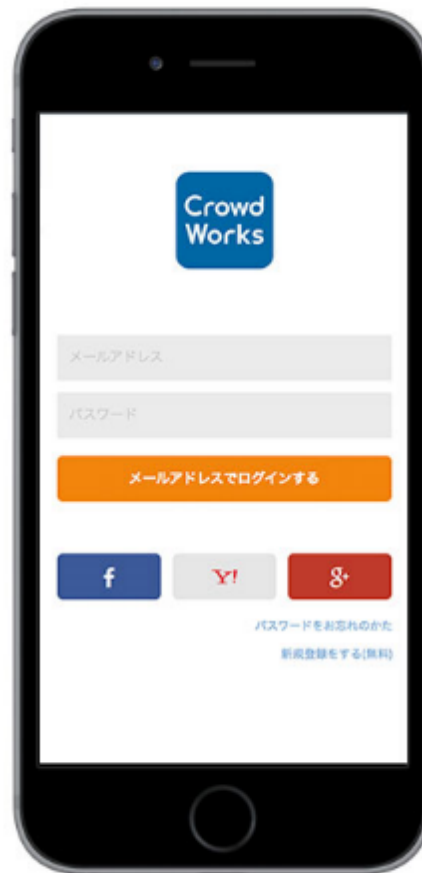 Crowd
Works
メールアドレス
パスワード
メールアドレスでログインする
f
Y!
g+
パスワードをお忘れのかた
新規登録をする(無料)